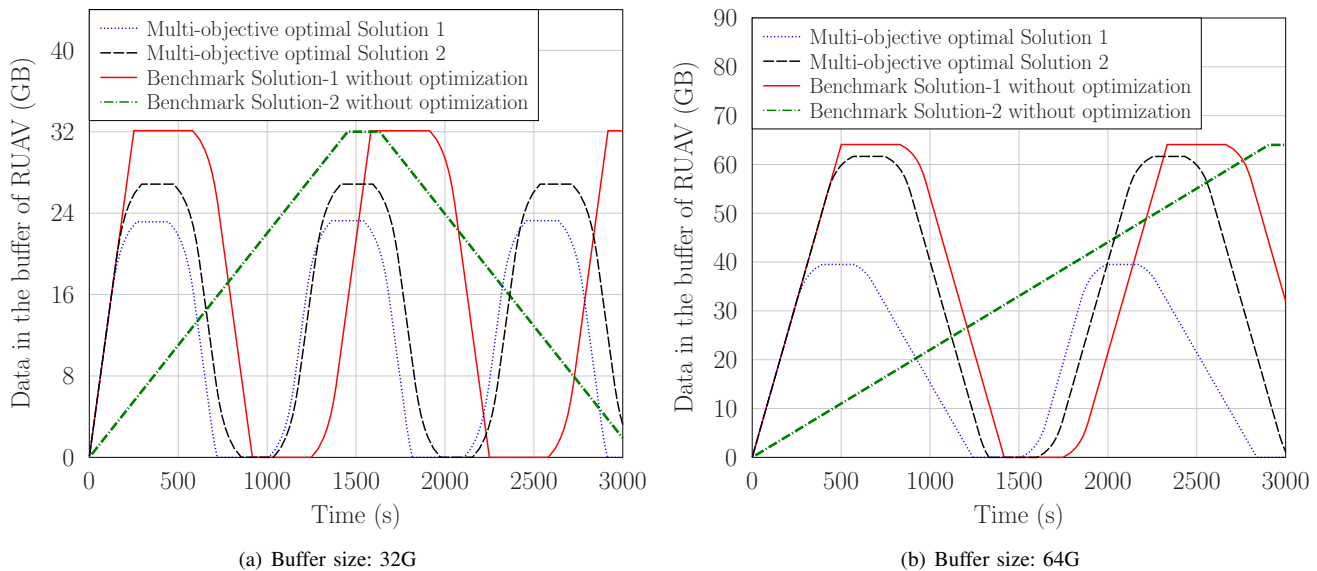 Multi-objective optimal Solution 1
Multi-objective optimal Solution 2
Benchmark Solution-1 without optimization
Benchmark Solution-2 without optimization
Data in the buffer of RUAV (GB)
40
32
24
16
8
0
0 500 1000 1500 2000 2500 3000
Time (s)
(a) Buffer size: 32G
Multi-objective optimal Solution 1
Multi-objective optimal Solution 2
Benchmark Solution-1 without optimization
Benchmark Solution-2 without optimization
Data in the buffer of RUAV (GB)
90
80
70
60
50
40
30
20
10
0
0 500 1000 1500 2000 2500 3000
Time (s)
(b) Buffer size: 64G